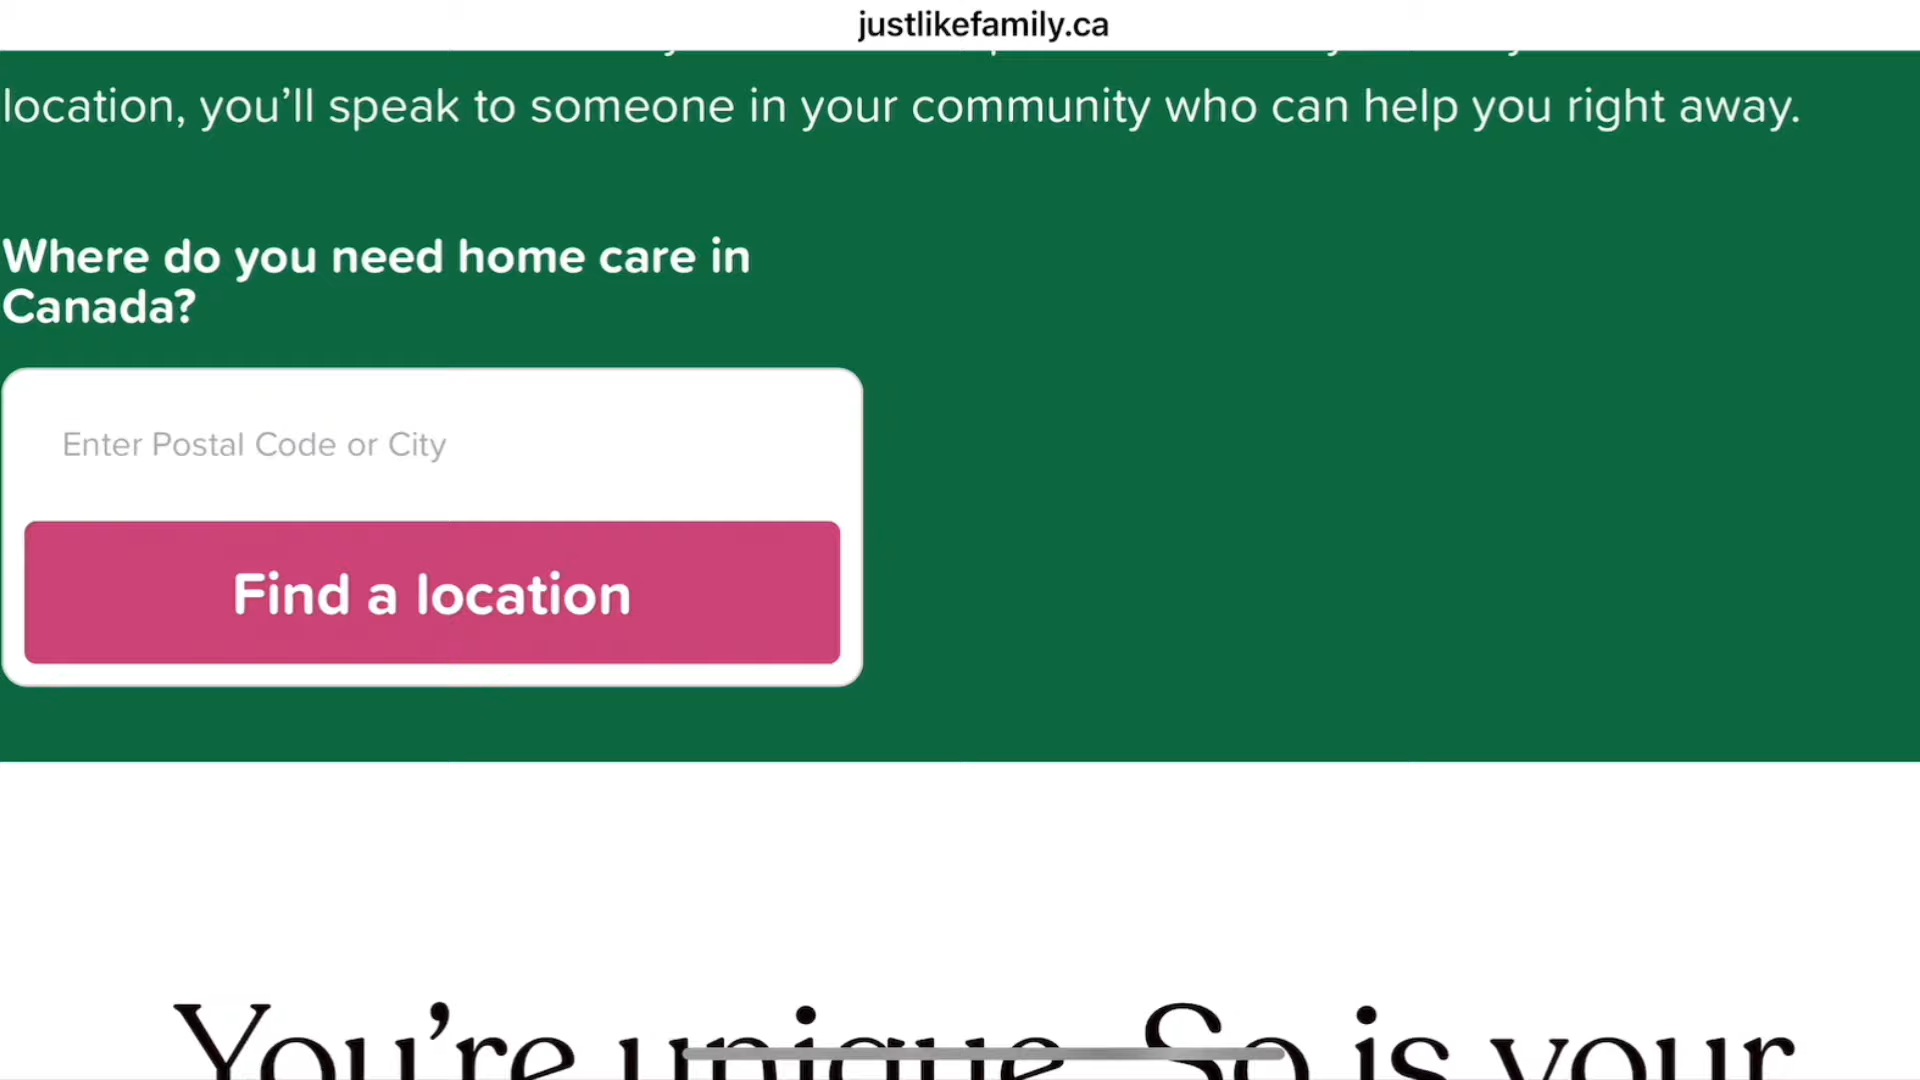 justlikefamily.ca
location, you’ll speak to someone in your community who can help you right away.
Where do you need home care in
Canada?
Enter Postal Code or City
Find a location
You’re unique. So is your